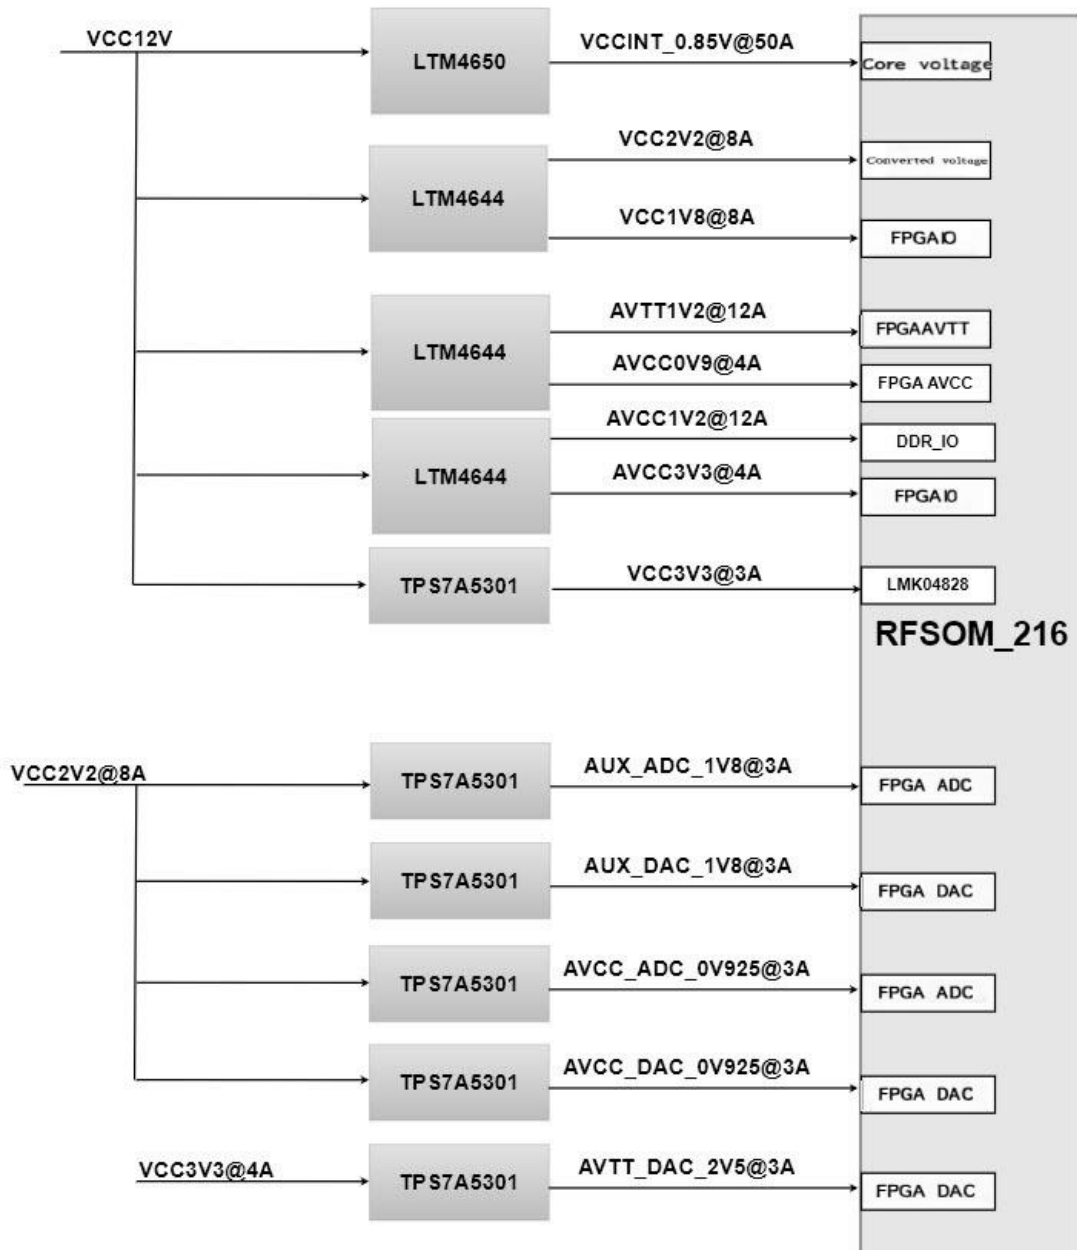 VCC12V
LTM4650
VCCINT_0.85V@50A
Core voltage
LTM4644
VCC2V2@8A
Converted voltage
VCC1V8@8A
FPGAIO
LTM4644
AVTT1V2@12A
FPGAAVTT
AVCC0V9@4A
FPGA AVCC
LTM4644
AVCC1V2@12A
DDR_IO
AVCC3V3@4A
FPGAIO
TPS7A5301
VCC3V3@3A
LMK04828
RFSOM_216
VCC2V2@8A
TPS7A5301
AUX_ADC_1V8@3A
FPGA ADC
TPS7A5301
AUX_DAC_1V8@3A
FPGA DAC
TPS7A5301
AVCC_ADC_0V925@3A
FPGA ADC
TPS7A5301
AVCC_DAC_0V925@3A
FPGA DAC
VCC3V3@4A
TPS7A5301
AVTT_DAC_2V5@3A
FPGA DAC